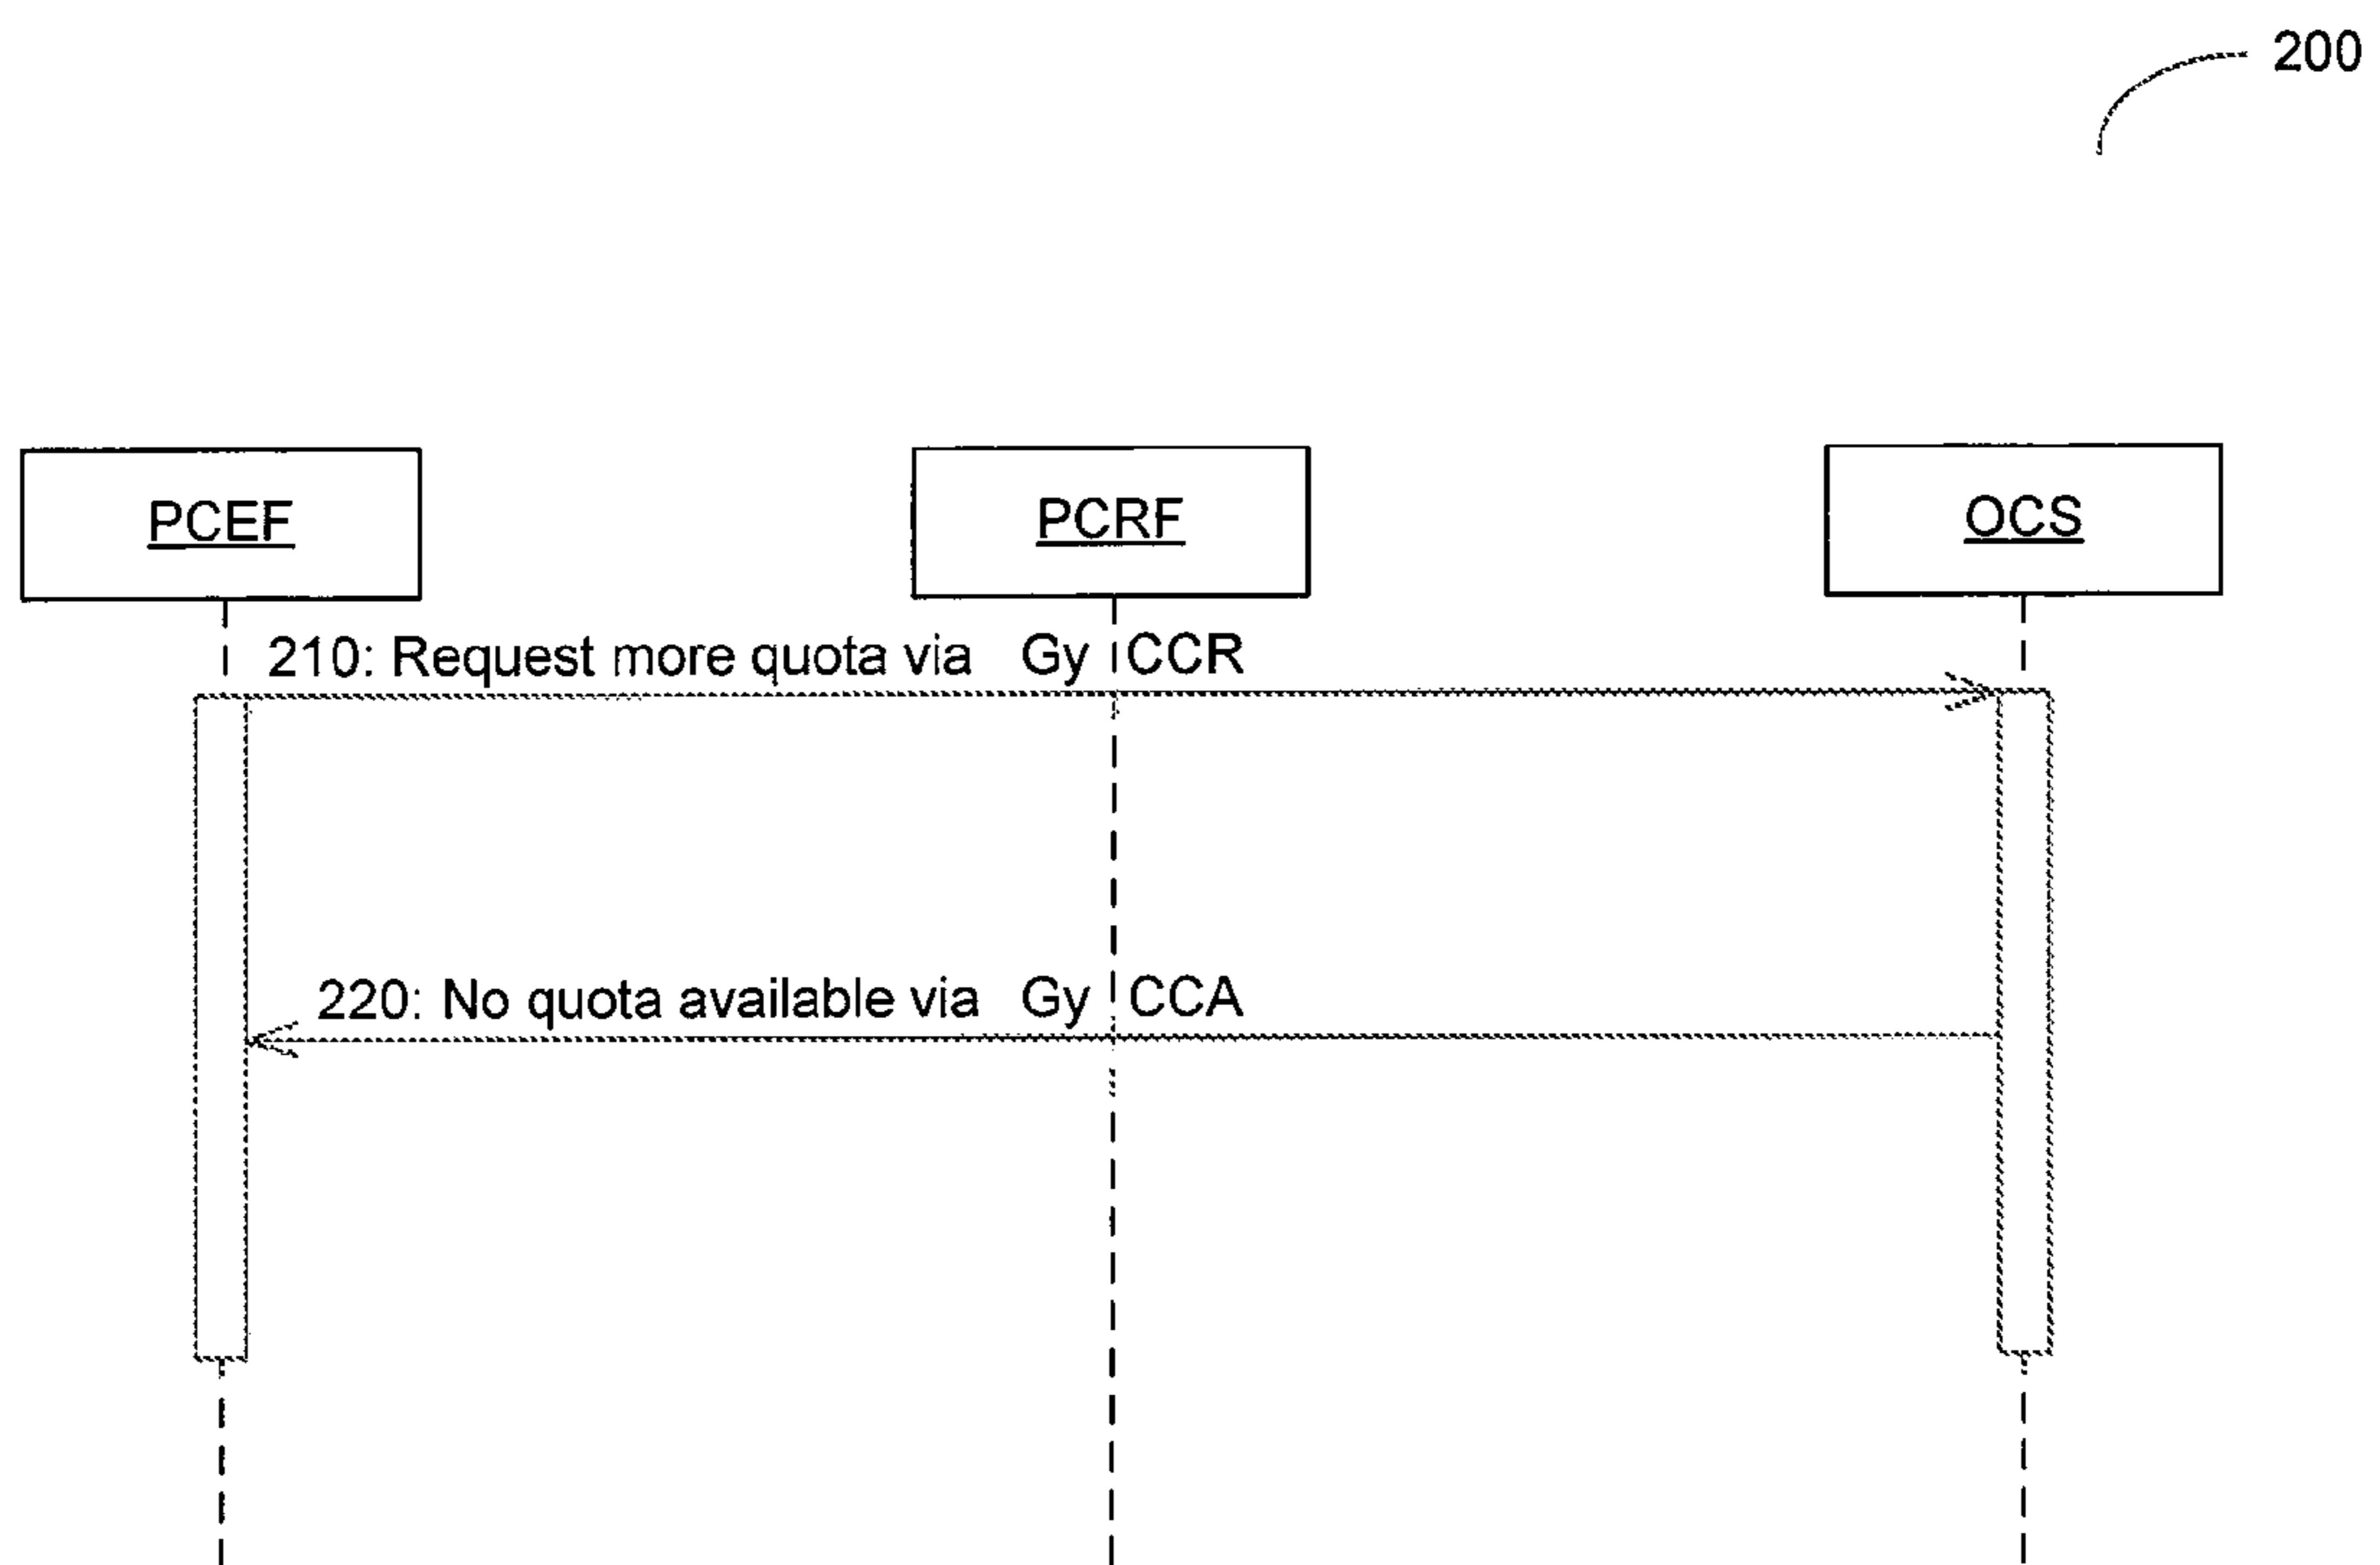 200
PCEF PCRF OCS
210: Request more quota via Gy CCR
220: No quota available via Gy CCA